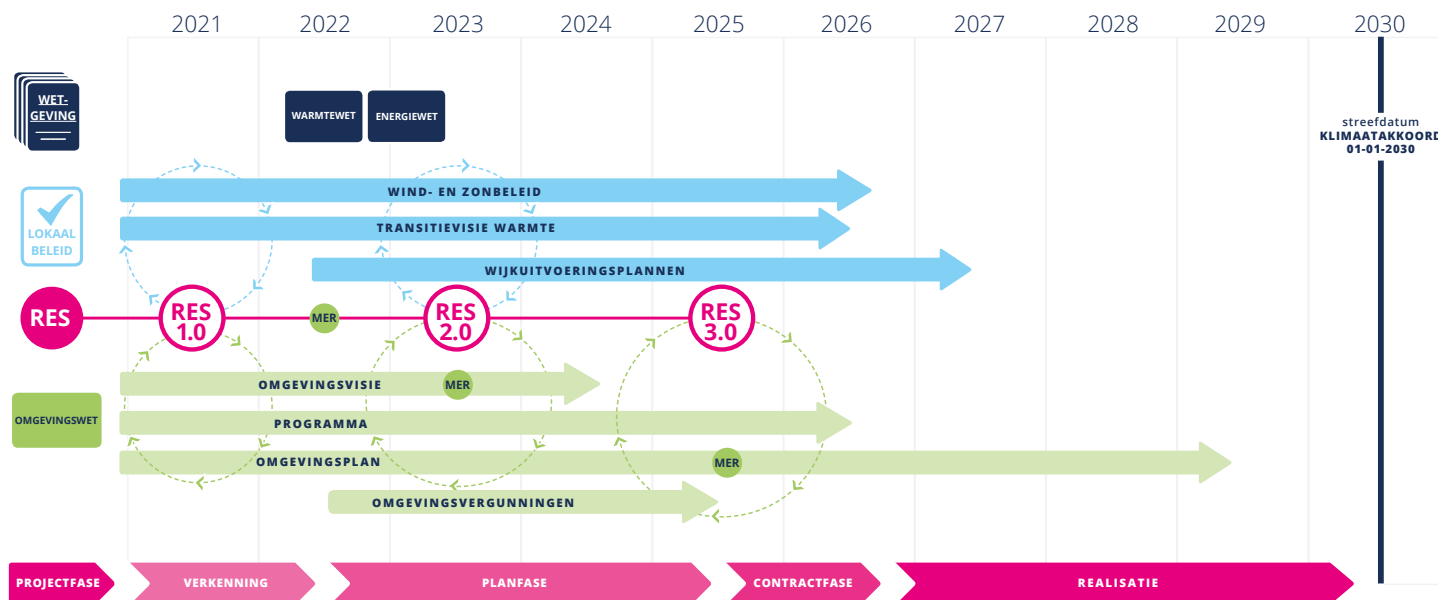 2021 2022 2023 2024 2025 2026 2027 2028 2029 2030
WET-
GEVING
WARMTEWET ENERGIEWET
streefdatum
KLIMAATAKKOORD
01-01-2030
LOKAAL
BELEID
WIND- EN ZONBELEID
TRANSITIEVISIE WARMTE
WIJKUITVOERINGSPLANNEN
RES
RES
1.0
MER
RES
2.0
RES
3.0
OMGEVINGSWET
OMGEVINGSVISIE MER
PROGRAMMA
OMGEVINGSPLAN MER
OMGEVINGSVERGUNNINGEN
PROJECTFASE VERKENNING PLANFASE CONTRACTFASE REALISATIE